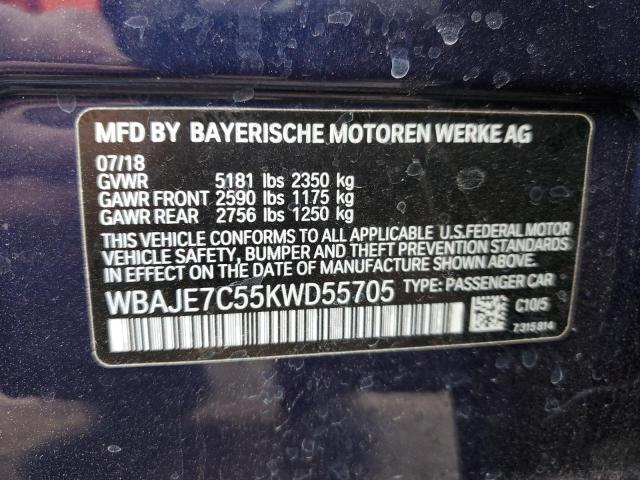 MFD BY BAYERISCHE MOTOREN WERKE AG
07/18
GVWR 5181 lbs 2350 kg
GAWR FRONT 2590 lbs 1175 kg
GAWR REAR 2756 lbs 1250 kg
THIS VEHICLE CONFORMS TO ALL APPLICABLE U.S.FEDERAL MOTOR
VEHICLE SAFETY, BUMPER AND THEFT PREVENTION STANDARDS
IN EFFECT ON THE DATE OF MANUFACTURE SHOWN ABOVE.
WBAJE7C55KWD55705 TYPE: PASSENGER CAR
C10/5
7315814